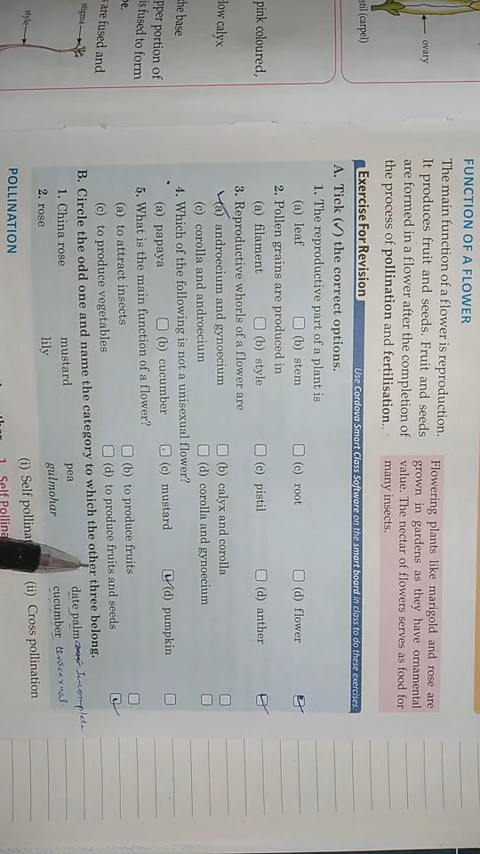 stil (carpel)
ovary
pink coloured,
low calyx
the base
pper portion of
is fused to form
are fused and
stigma
style
FUNCTION OF A FLOWER
The main function of a flower is reproduction.
It produces fruit and seeds. Fruit and seeds
are formed in a flower after the completion of
the process of pollination and fertilisation.
Flowering plants like marigold and rose are
grown in gardens as they have ornamental
value. The nectar of flowers serves as food for
many insects.
Exercise For Revision
Use Cordova Smart Class Software on the smart board in class to do these exercises.
A. Tick (✓) the correct options.
1. The reproductive part of a plant is
(a) leaf (b) stem (c) root (d) flower
2. Pollen grains are produced in
(a) filament (b) style (c) pistil (d) anther
3. Reproductive whorls of a flower are
(a) androecium and gynoecium (b) calyx and corolla
(c) corolla and androecium (d) corolla and gynoecium
4. Which of the following is not a unisexual flower?
(a) papaya (b) cucumber (c) mustard (d) pumpkin
5. What is the main function of a flower?
(a) to attract insects (b) to produce fruits
(c) to produce vegetables (d) to produce fruits and seeds
B. Circle the odd one and name the category to which the other three belong.
1. China rose mustard pea date palm Incomplete
2. rose lily gulmohar cucumber
POLLINATION
(i) Self pollina (ii) Cross pollination
1. Self Pollina